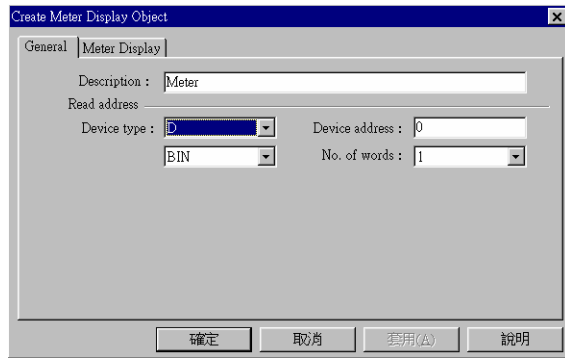 Create Meter Display Object
General Meter Display
Description : Meter
Read address
Device type : D Device address : 0
BIN No. of words : 1
確定 取消 套用(A) 說明